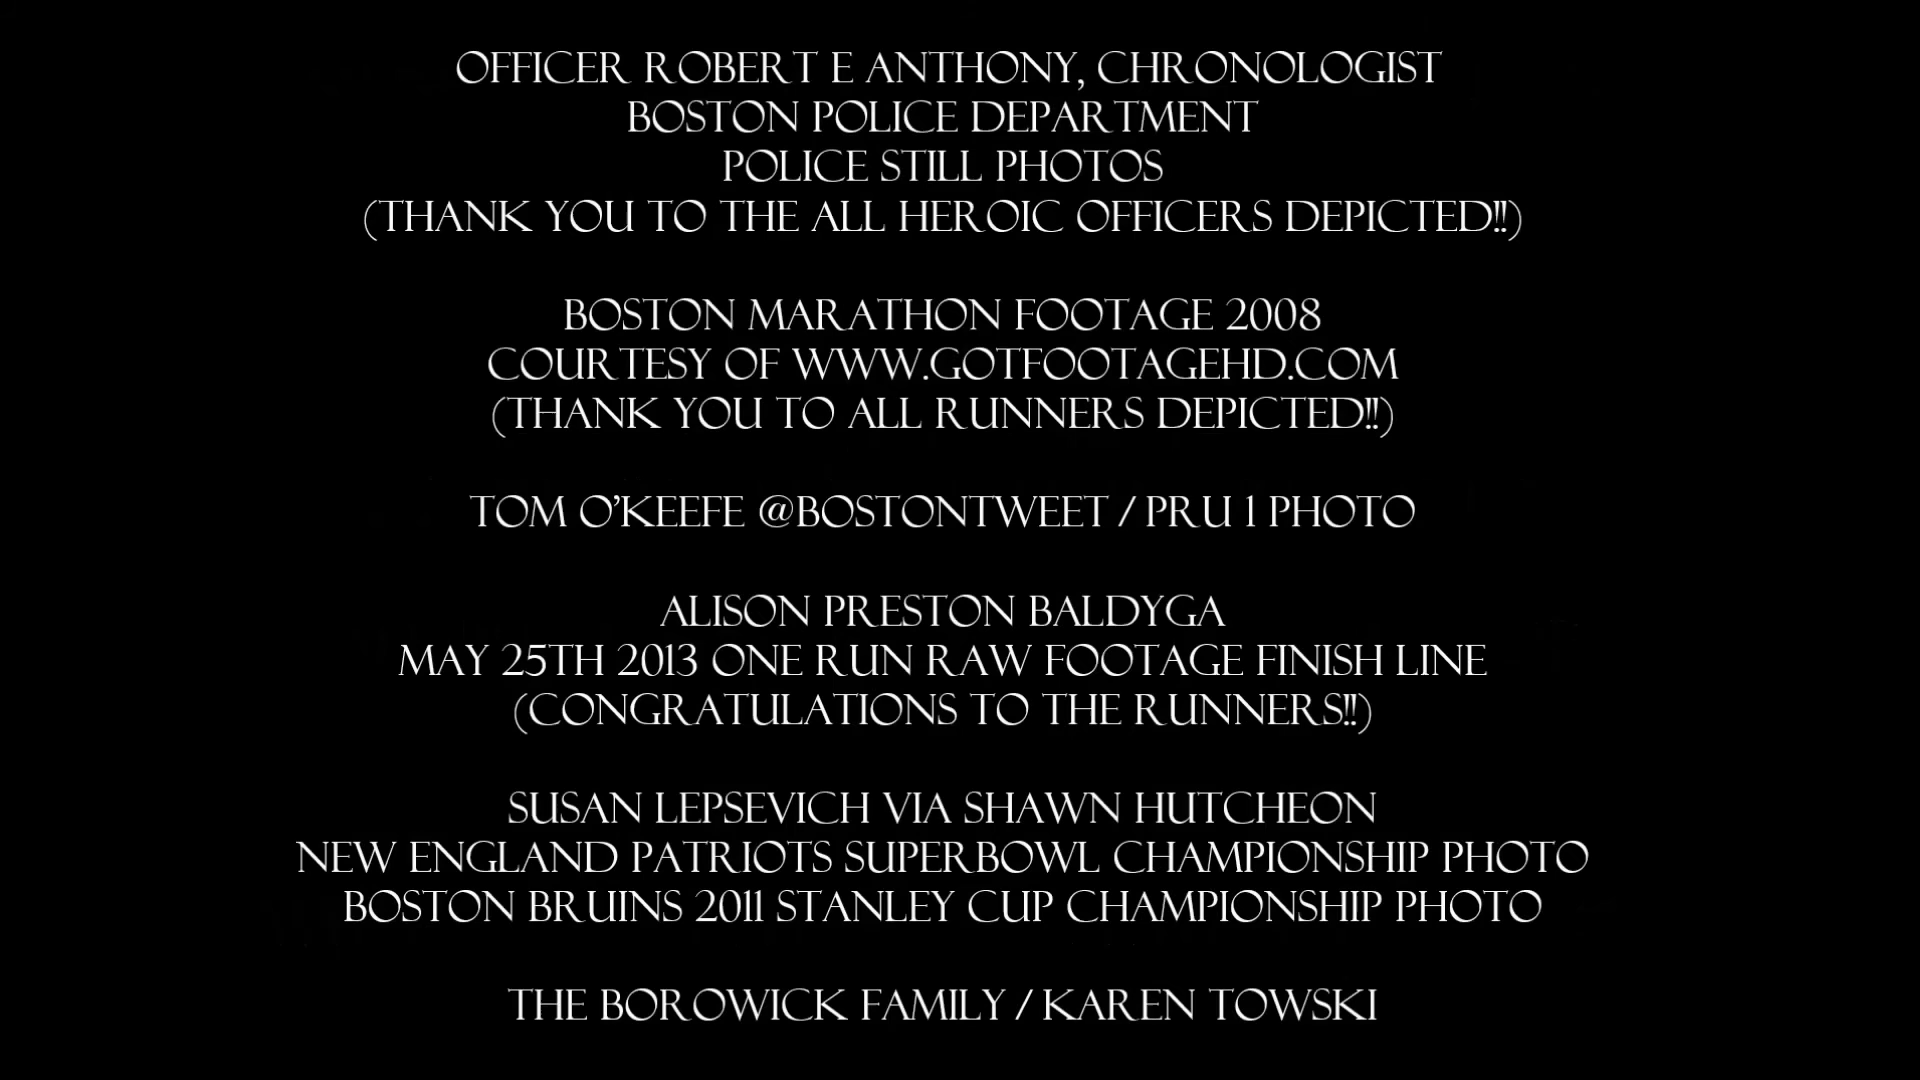 OFFICER ROBERT E ANTHONY, CHRONOLOGIST
BOSTON POLICE DEPARTMENT
POLICE STILL PHOTOS
(THANK YOU TO THE ALL HEROIC OFFICERS DEPICTED!!)
BOSTON MARATHON FOOTAGE 2008
COURTESY OF WWW.GOTFOOTAGEHD.COM
(THANK YOU TO ALL RUNNERS DEPICTED!!)
TOM O'KEEFE @BOSTONTWEET / PRU 1 PHOTO
ALISON PRESTON BALDYGA
MAY 25TH 2013 ONE RUN RAW FOOTAGE FINISH LINE
(CONGRATULATIONS TO THE RUNNERS!!)
SUSAN LEPSEVICH VIA SHAWN HUTCHEON
NEW ENGLAND PATRIOTS SUPERBOWL CHAMPIONSHIP PHOTO
BOSTON BRUINS 2011 STANLEY CUP CHAMPIONSHIP PHOTO
THE BOROWICK FAMILY / KAREN TOWSKI